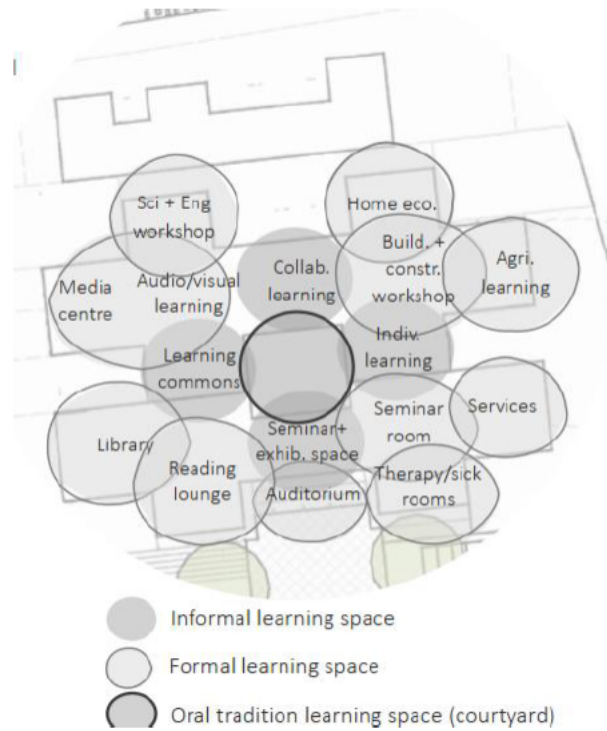 Sci + Eng
workshop
Home eco.
Media
centre
Audio/visual
learning
Collab.
learning
Build. +
constr.
workshop
Agri.
learning
Learning
commons
Indiv.
learning
Library
Reading
lounge
Seminar+
exhib. space
Seminar
room
Services
Auditorium
Therapy/sick
rooms
Informal learning space
Formal learning space
Oral tradition learning space (courtyard)